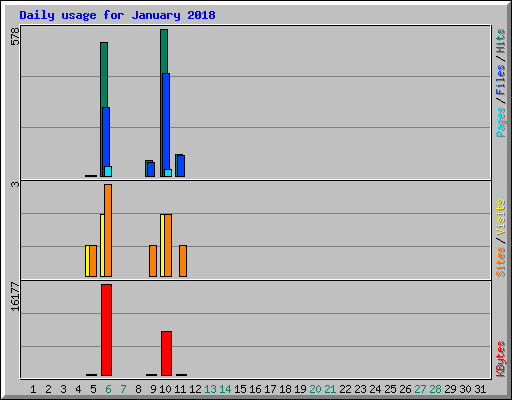 Daily usage for January 2018
578
Pages / Files / Hits
3
Sites / Visits
16177
KBytes
1 2 3 4 5 6 7 8 9 10 11 12 13 14 15 16 17 18 19 20 21 22 23 24 25 26 27 28 29 30 31